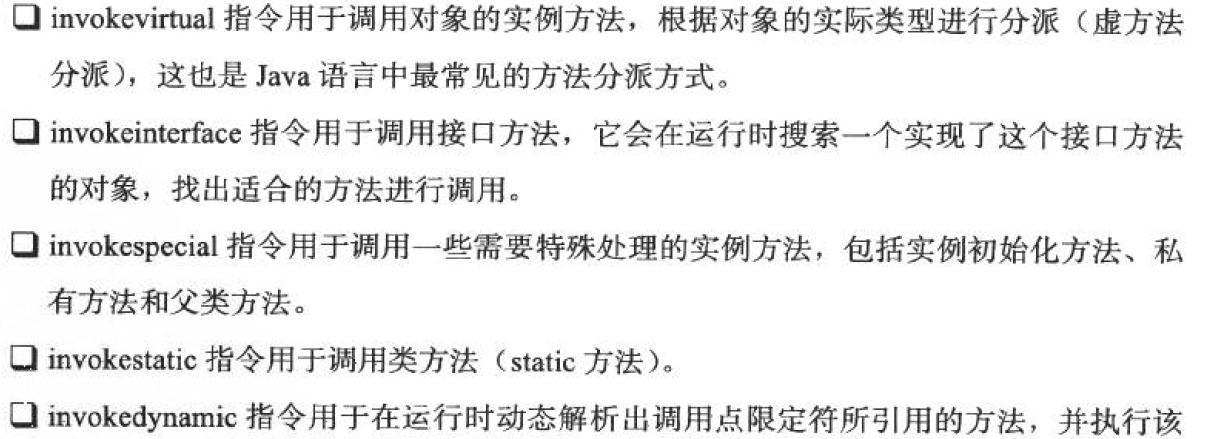 ❑ invokevirtual 指令用于调用对象的实例方法，根据对象的实际类型进行分派（虚方法
分派），这也是 Java 语言中最常见的方法分派方式。
❑ invokeinterface 指令用于调用接口方法，它会在运行时搜索一个实现了这个接口方法
的对象，找出适合的方法进行调用。
❑ invokespecial 指令用于调用一些需要特殊处理的实例方法，包括实例初始化方法、私
有方法和父类方法。
❑ invokestatic 指令用于调用类方法（static 方法）。
❑ invokedynamic 指令用于在运行时动态解析出调用点限定符所引用的方法，并执行该